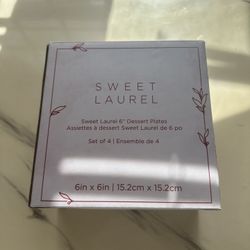 SWEET
LAUREL
Sweet Laurel 6" Dessert Plates
Assiettes à dessert Sweet Laurel de 6 po
Set of 4 | Ensemble de 4
6in x 6in | 15.2cm x 15.2cm